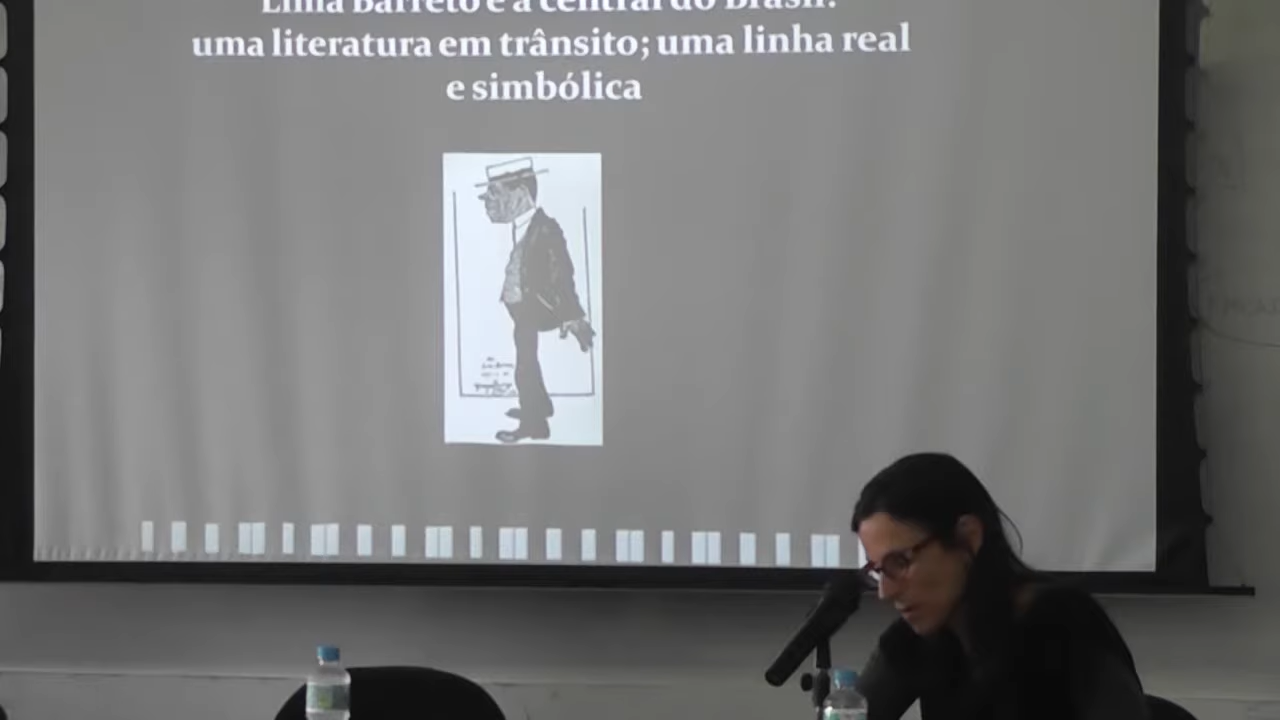 Lima Barreto e a central do Brasil:
uma literatura em trânsito; uma linha real
e simbólica